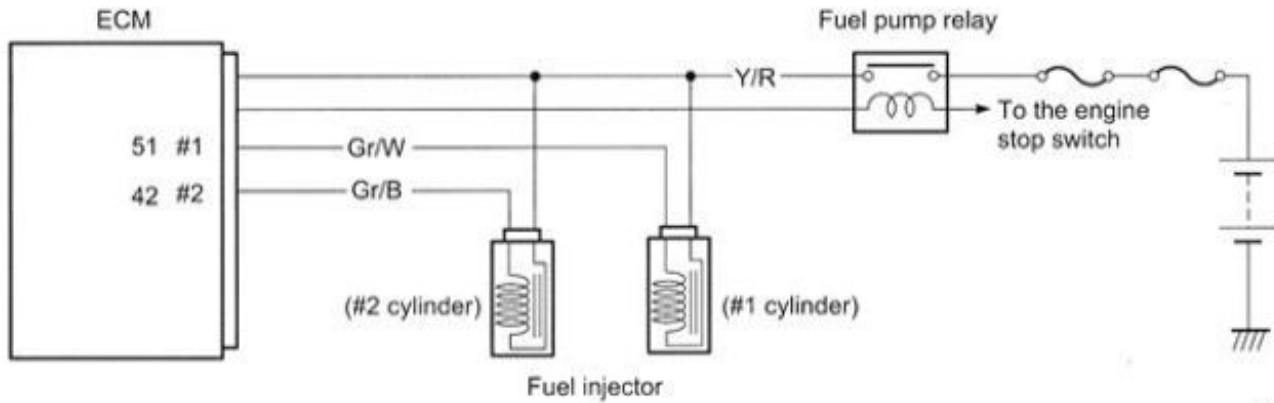 ECM
Fuel pump relay
Y/R
To the engine
stop switch
51 #1
Gr/W
42 #2
Gr/B
(#2 cylinder)
(#1 cylinder)
Fuel injector